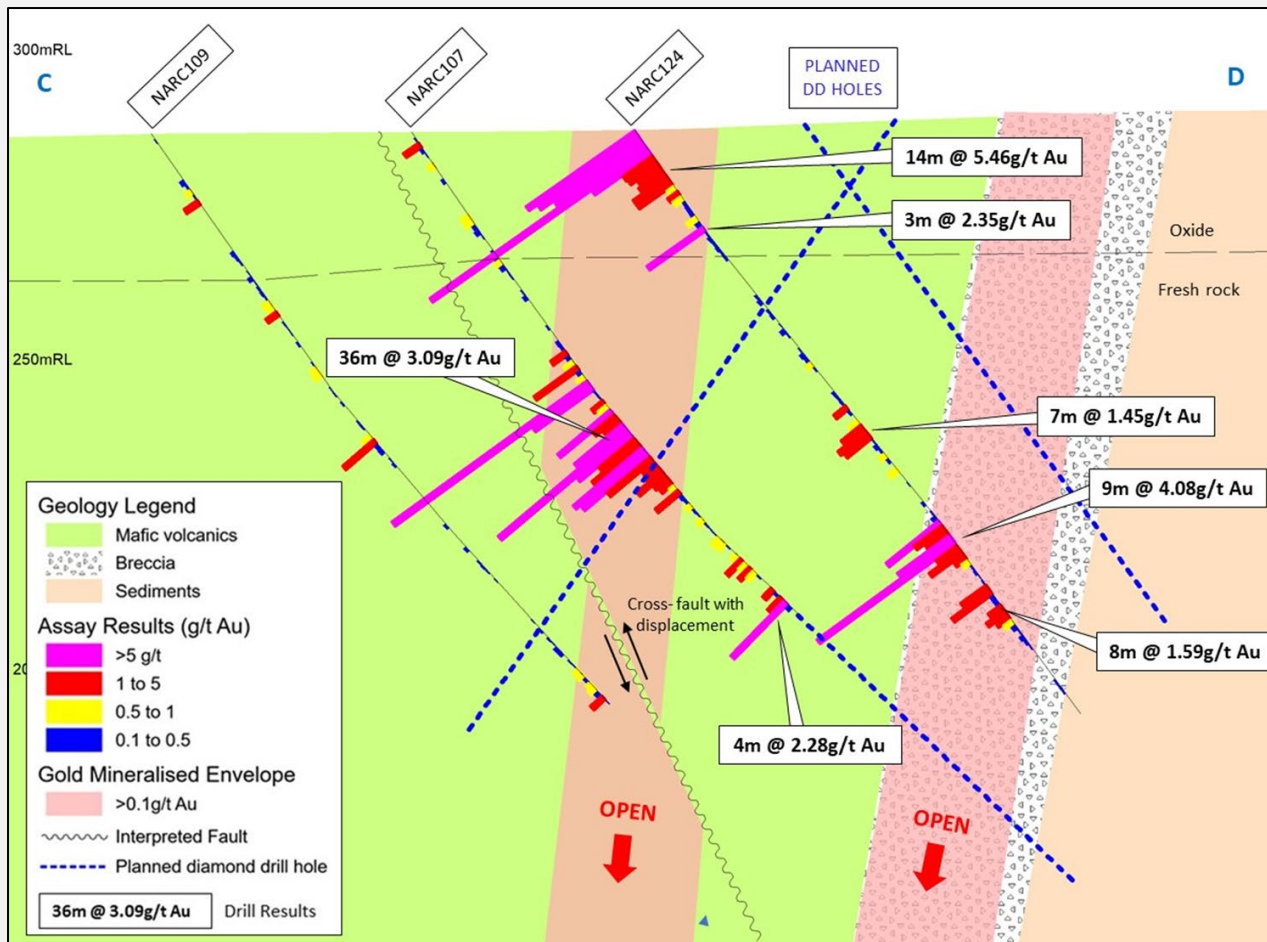 300mRL
C
NARC109
NARC107
NARC124
PLANNED
DD HOLES
D
14m @ 5.46g/t Au
3m @ 2.35g/t Au
Oxide
Fresh rock
250mRL
36m @ 3.09g/t Au
7m @ 1.45g/t Au
9m @ 4.08g/t Au
8m @ 1.59g/t Au
Cross- fault with
displacement
4m @ 2.28g/t Au
20
OPEN
OPEN
Geology Legend
Mafic volcanics
Breccia
Sediments
Assay Results (g/t Au)
>5 g/t
1 to 5
0.5 to 1
0.1 to 0.5
Gold Mineralised Envelope
>0.1g/t Au
Interpreted Fault
Planned diamond drill hole
36m @ 3.09g/t Au Drill Results